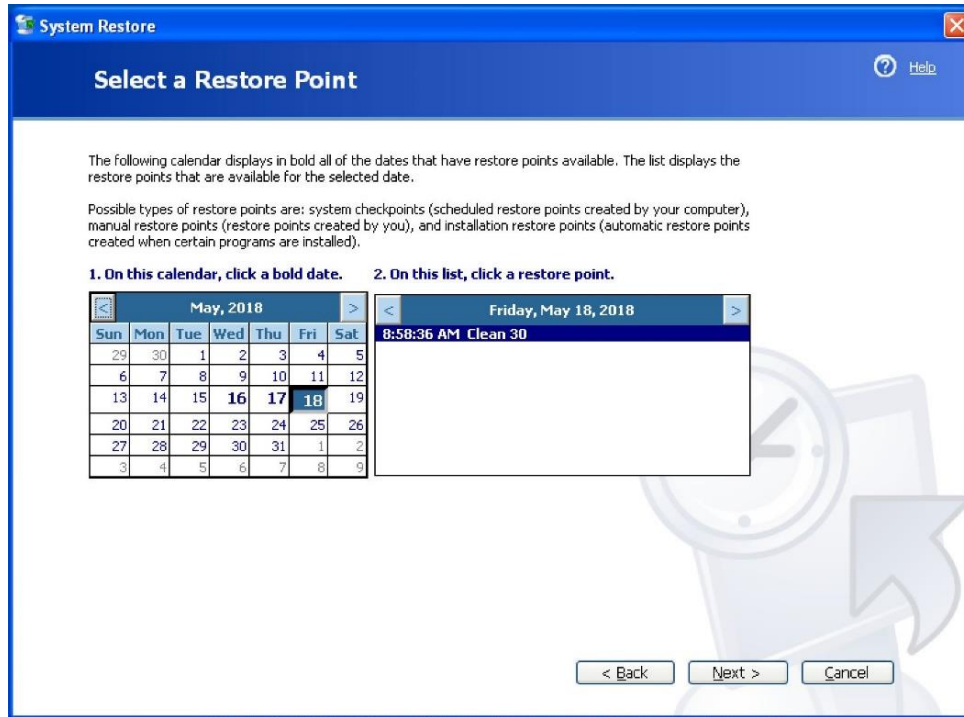 System Restore
Select a Restore Point
Help
The following calendar displays in bold all of the dates that have restore points available. The list displays the
restore points that are available for the selected date.
Possible types of restore points are: system checkpoints (scheduled restore points created by your computer),
manual restore points (restore points created by you), and installation restore points (automatic restore points
created when certain programs are installed).
1. On this calendar, click a bold date. 2. On this list, click a restore point.
< May, 2018 > < Friday, May 18, 2018 >
Sun Mon Tue Wed Thu Fri Sat
8:58:36 AM Clean 30
29 30 1 2 3 4 5
6 7 8 9 10 11 12
13 14 15 16 17 18 19
20 21 22 23 24 25 26
27 28 29 30 31 1 2
3 4 5 6 7 8 9
< Back Next > Cancel